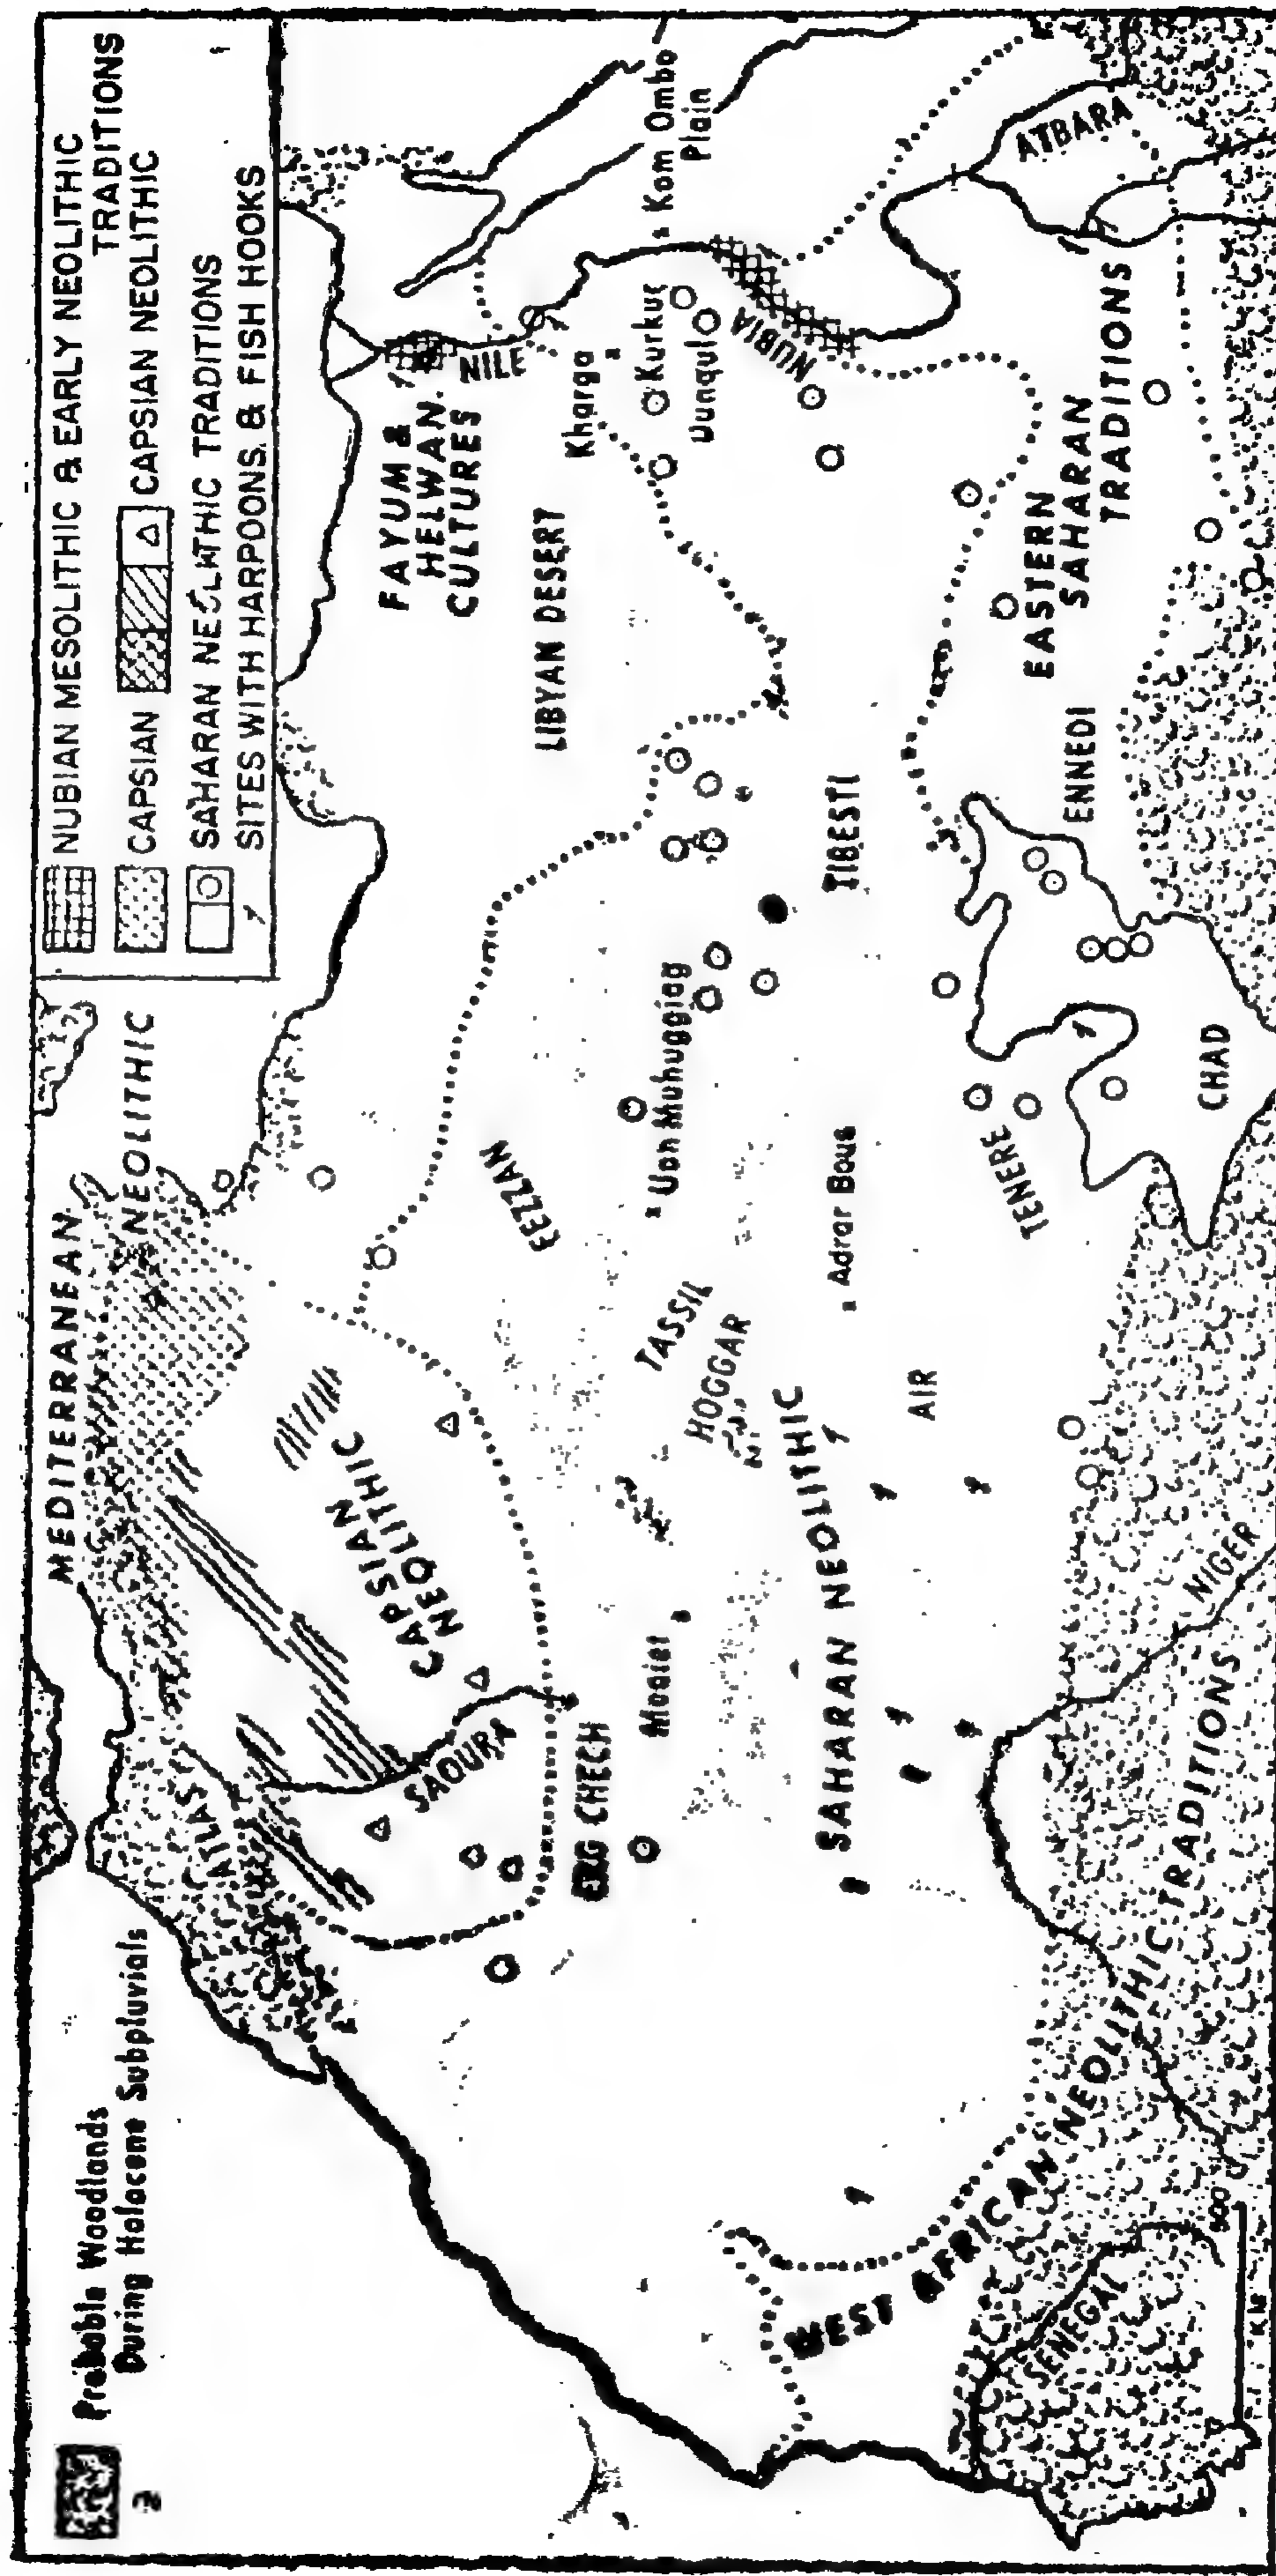 Probable Woodlands
During Holocene Subpluvials
MEDITERRANEAN
NEOLITHIC
NUBIAN MESOLITHIC & EARLY NEOLITHIC
TRADITIONS
CAPSIAN
CAPSIAN NEOLITHIC
SAHARAN NEOLITHIC TRADITIONS
SITES WITH HARPOONS & FISH HOOKS
ATLAS
SAOURA
CAPSIAN
NEOLITHIC
ERG CHECH
FEZZAN
LIBYAN DESERT
FAYUM &
HELWAN
CULTURES
NILE
Kharga
Kurkur
Dunqul
NUBIA
Kom Ombo
Plain
ATBARA
Uan Muhuggiag
TASSIL
HOGGAR
SAHARAN NEOLITHIC
Adrar Bous
AIR
TIBESTI
TENERE
ENNEDI
CHAD
EASTERN
SAHARAN
TRADITIONS
WEST AFRICAN NEOLITHIC TRADITIONS
SENEGAL
NIGER